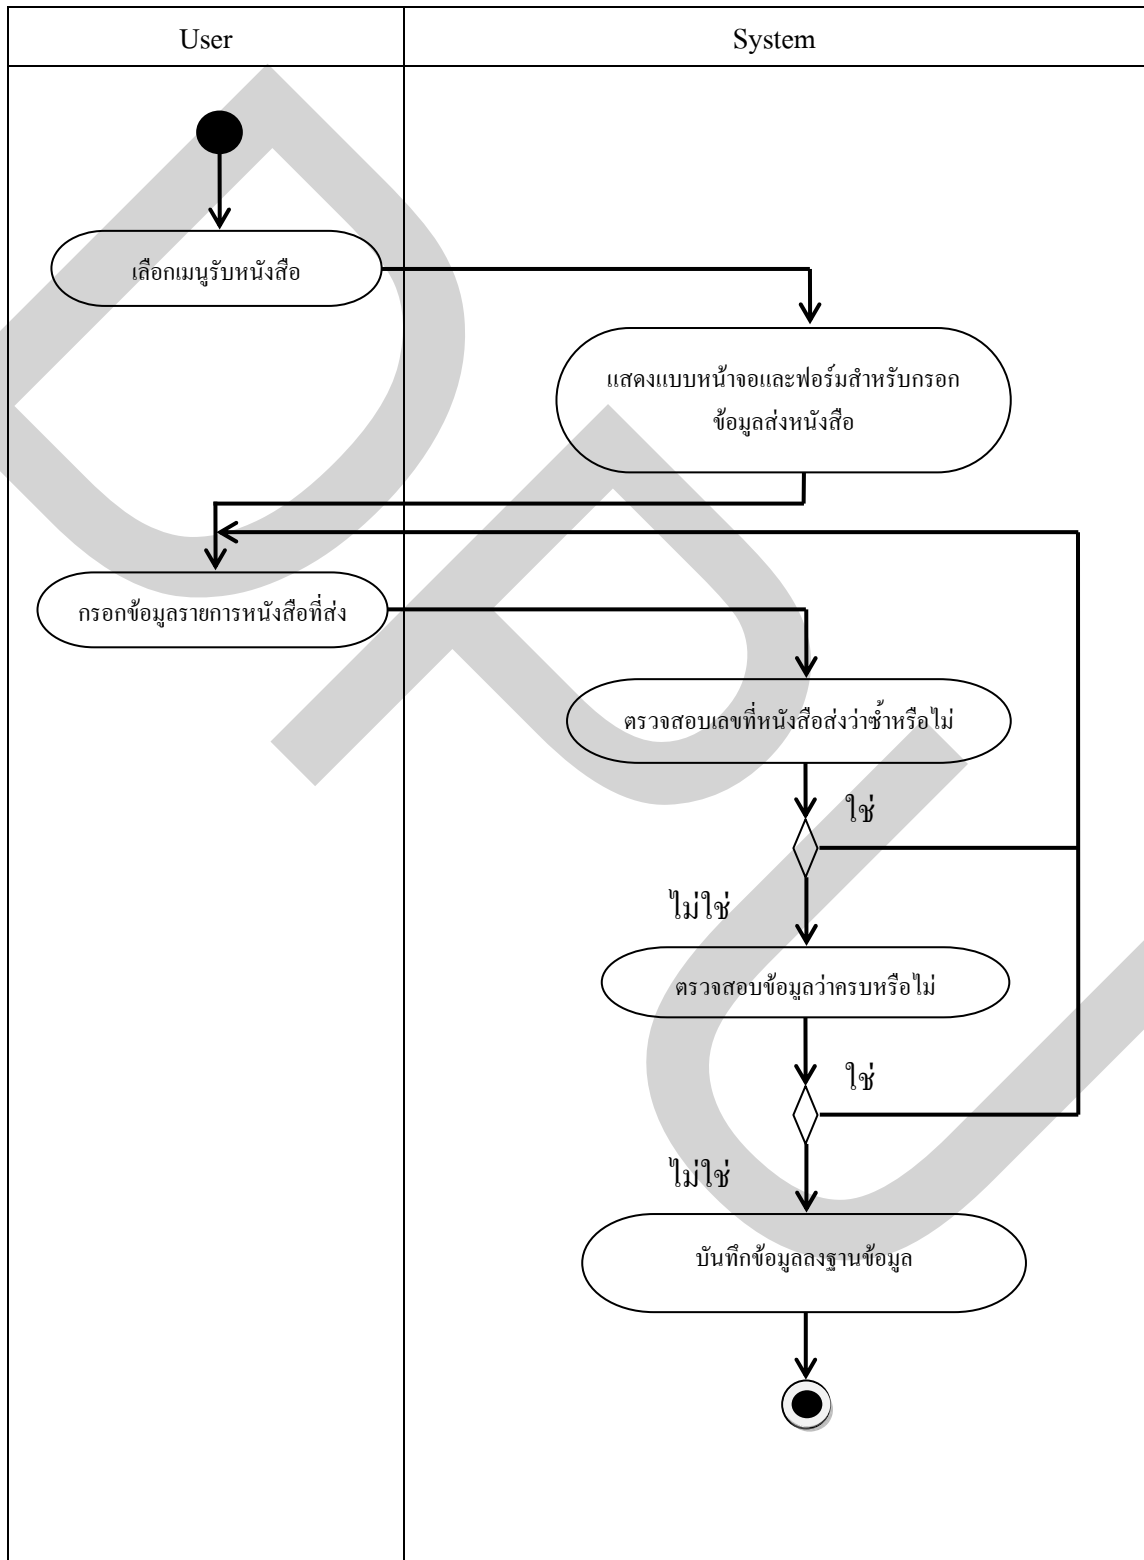 User
System
เลือกเมนูรับหนังสือ
แสดงแบบหน้าจอและฟอร์มสำหรับกรอก
ข้อมูลส่งหนังสือ
กรอกข้อมูลรายการหนังสือที่ส่ง
ตรวจสอบเลขที่หนังสือส่งว่าซ้ำหรือไม่
ใช่
ไม่ใช่
ตรวจสอบข้อมูลว่าครบหรือไม่
ใช่
ไม่ใช่
บันทึกข้อมูลลงฐานข้อมูล
DPU